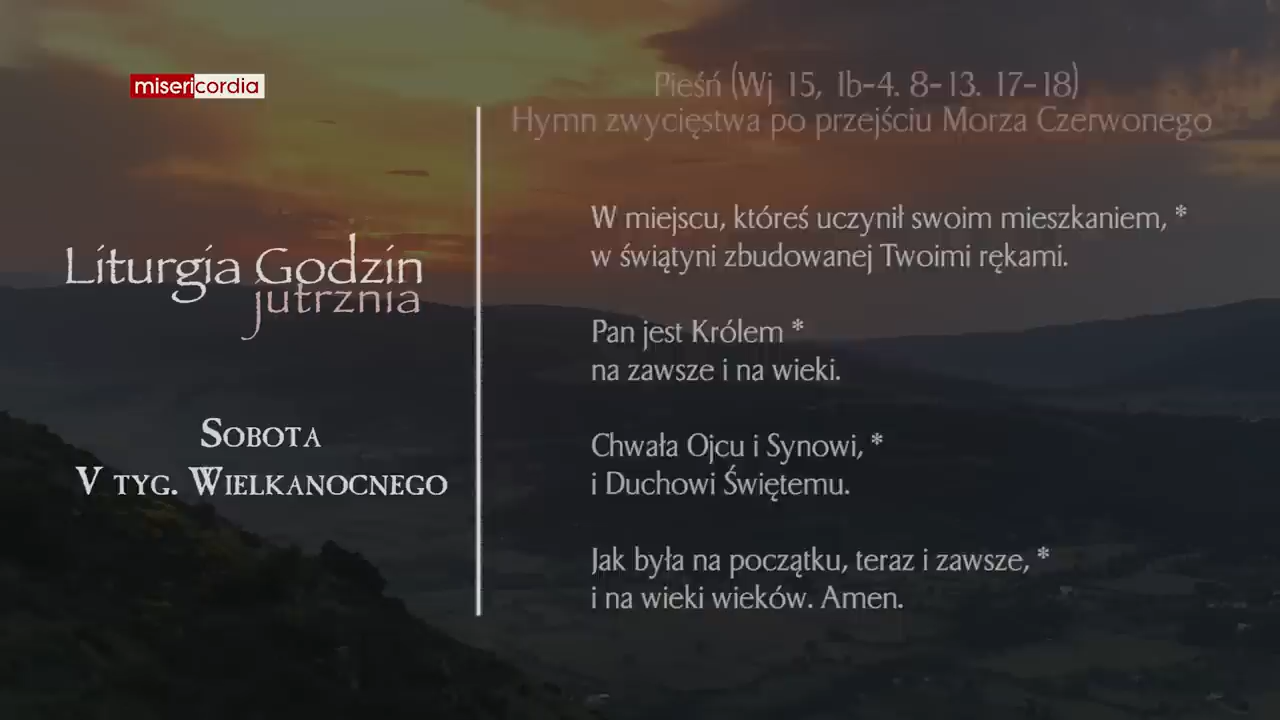 misericordia
Liturgia Godzin
jutrznia
Sobota
V tyg. Wielkanocnego
Pieśń (Wj 15, 1b-4. 8-13. 17-18)
Hymn zwycięstwa po przejściu Morza Czerwonego
W miejscu, któreś uczynił swoim mieszkaniem, *
w świątyni zbudowanej Twoimi rękami.
Pan jest Królem *
na zawsze i na wieki.
Chwała Ojcu i Synowi, *
i Duchowi Świętemu.
Jak była na początku, teraz i zawsze, *
i na wieki wieków. Amen.